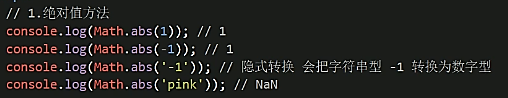 // 1.绝对值方法
console.log(Math.abs(1)); // 1
console.log(Math.abs(-1)); // 1
console.log(Math.abs('-1')); // 隐式转换 会把字符串型 -1 转换为数字型
console.log(Math.abs('pink')); // NaN